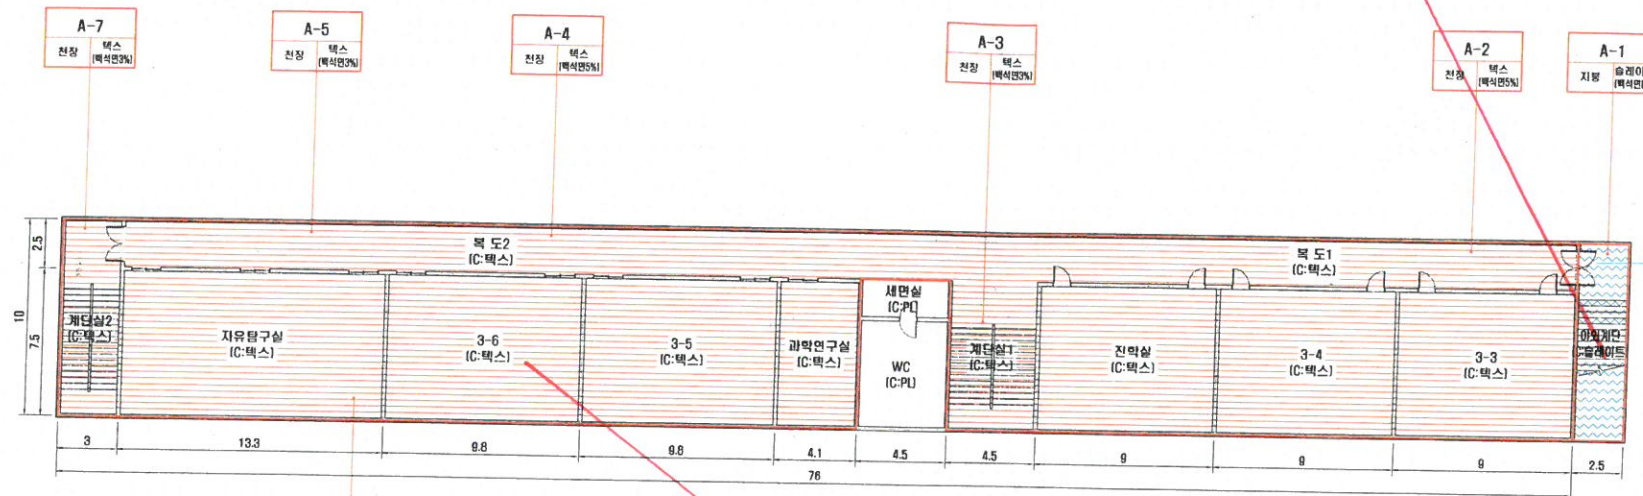 A-7
천장 텍스
(백석면3%)
A-5
천장 텍스
(백석면3%)
A-4
천장 텍스
(백석면5%)
A-3
천장 텍스
(백석면3%)
A-2
천장 텍스
(백석면5%)
A-1
지붕
복 도2
(C:텍스)
복 도1
(C:텍스)
2.5
10
7.5
계단실2
(C:텍스)
자유탐구실
(C:텍스)
3-6
(C:텍스)
3-5
(C:텍스)
과학연구실
(C:텍스)
세면실
(C:PL)
WC
(C:PL)
계단실1
(C:텍스)
진학실
(C:텍스)
3-4
(C:텍스)
3-3
(C:텍스)
야외계단
C:슬레이트
3 13.3 9.8 9.8 4.1 4.5 4.5 9 9 9 2.5
76